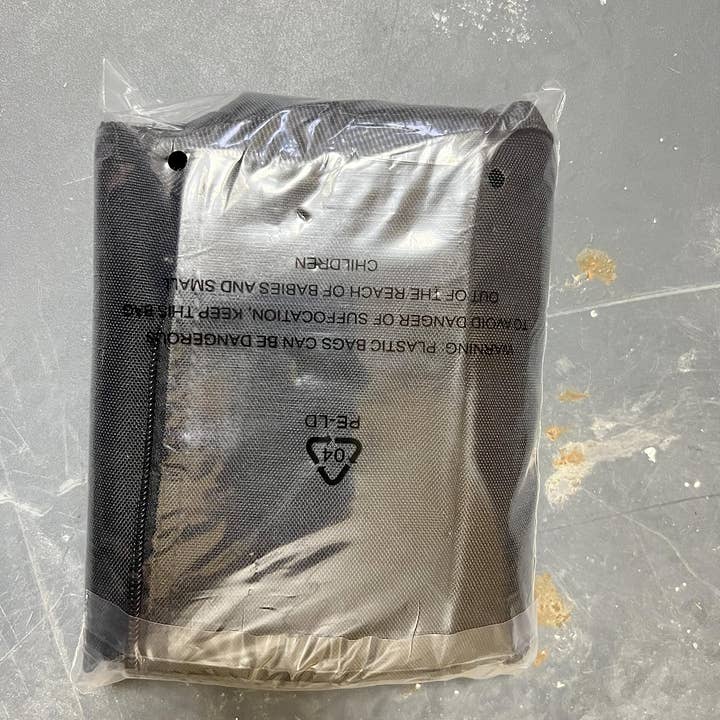 04
PE-LD
WARNING: PLASTIC BAGS CAN BE DANGEROUS
TO AVOID DANGER OF SUFFOCATION, KEEP THIS BAG
OUT OF THE REACH OF BABIES AND SMALL
CHILDREN